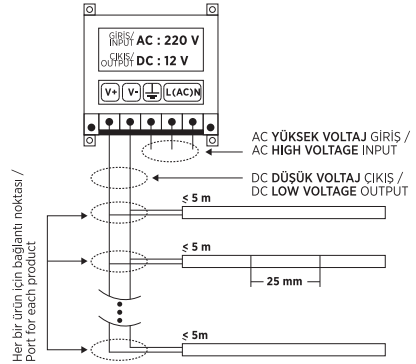 GİRİŞ/
INPUT AC : 220 V
ÇIKIŞ/
OUTPUT DC : 12 V
V+ V- L(AC)N
AC YÜKSEK VOLTAJ GİRİŞ /
AC HIGH VOLTAGE INPUT
DC DÜŞÜK VOLTAJ ÇIKIŞ /
DC LOW VOLTAGE OUTPUT
≤ 5 m
≤ 5 m
25 mm
≤ 5m
Her bir ürün için bağlantı noktası /
Port for each product